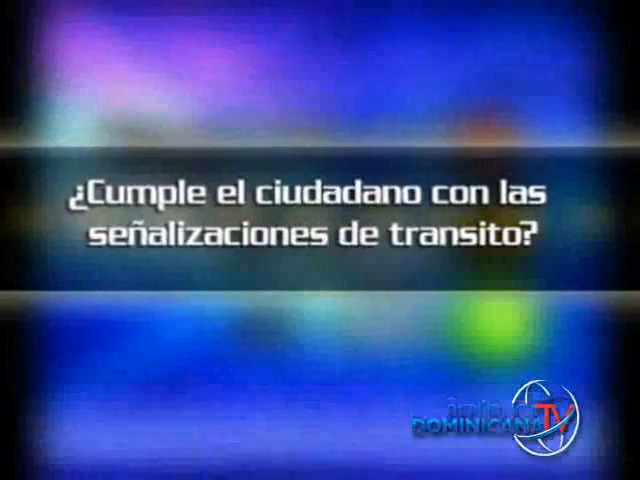 ¿Cumple el ciudadano con las
señalizaciones de transito?
DOMINICANA TV